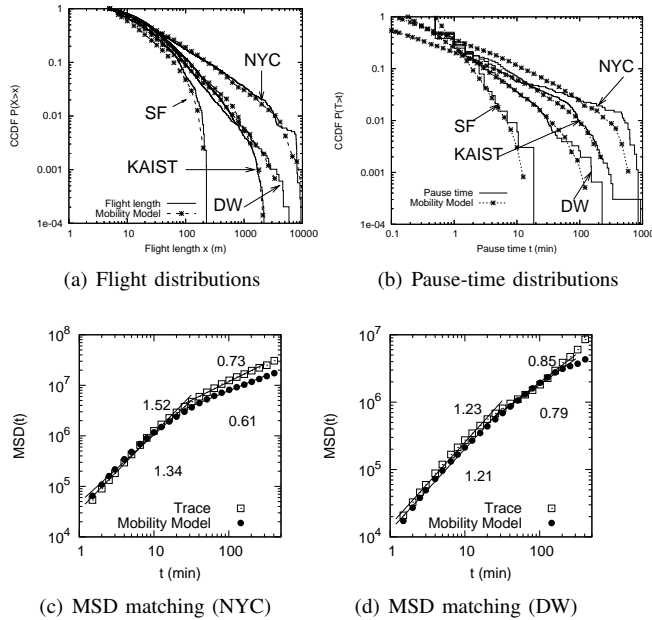 CCDF P(X>x)
1
0.1
0.01
0.001
1e-04
NYC
SF
KAIST
DW
Flight length
Mobility Model
1 10 100 1000 10000
Flight length x (m)
(a) Flight distributions
CCDF P(T>t)
1
0.1
0.01
0.001
1e-04
NYC
SF
KAIST
DW
Pause time
Mobility Model
0.1 1 10 100 1000
Pause time t (min)
(b) Pause-time distributions
MSD(t)
10^8
10^7
10^6
10^5
10^4
0.73
1.52
0.61
1.34
Trace
Mobility Model
1 10 100
t (min)
(c) MSD matching (NYC)
MSD(t)
10^7
10^6
10^5
10^4
0.85
1.23
0.79
1.21
Trace
Mobility Model
1 10 100
t (min)
(d) MSD matching (DW)